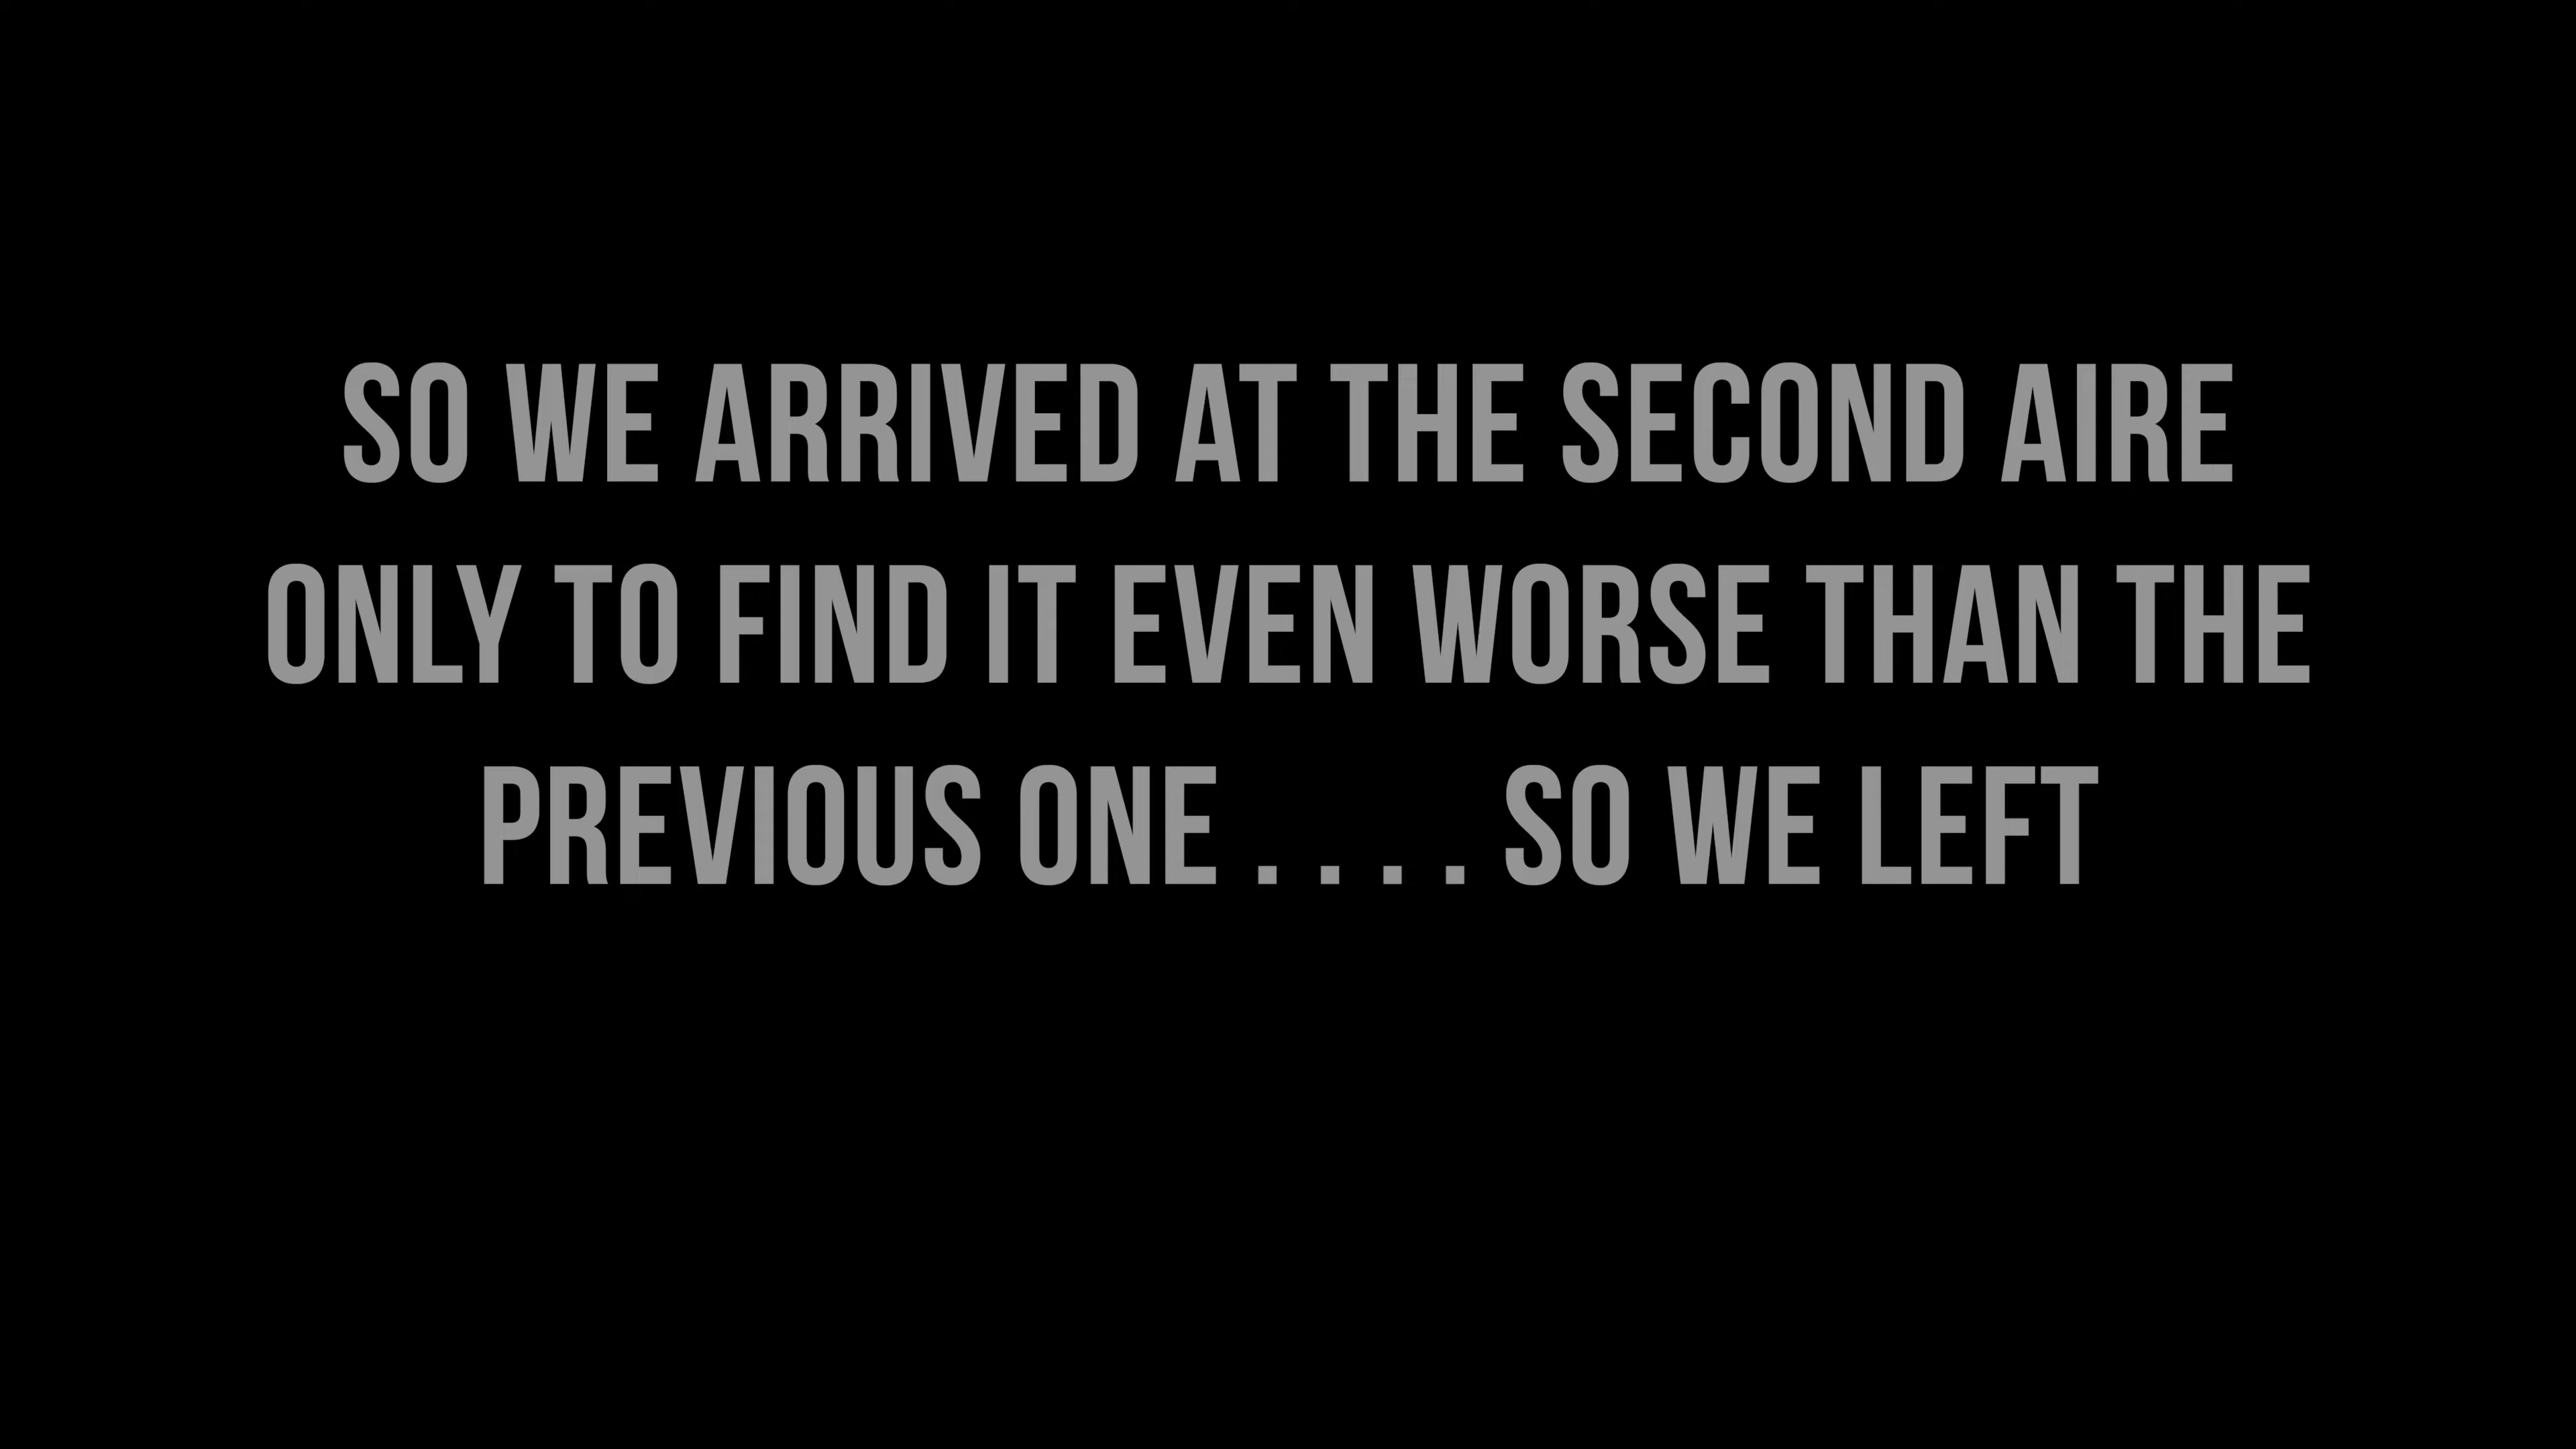 SO WE ARRIVED AT THE SECOND AIRE
ONLY TO FIND IT EVEN WORSE THAN THE
PREVIOUS ONE . . . . SO WE LEFT